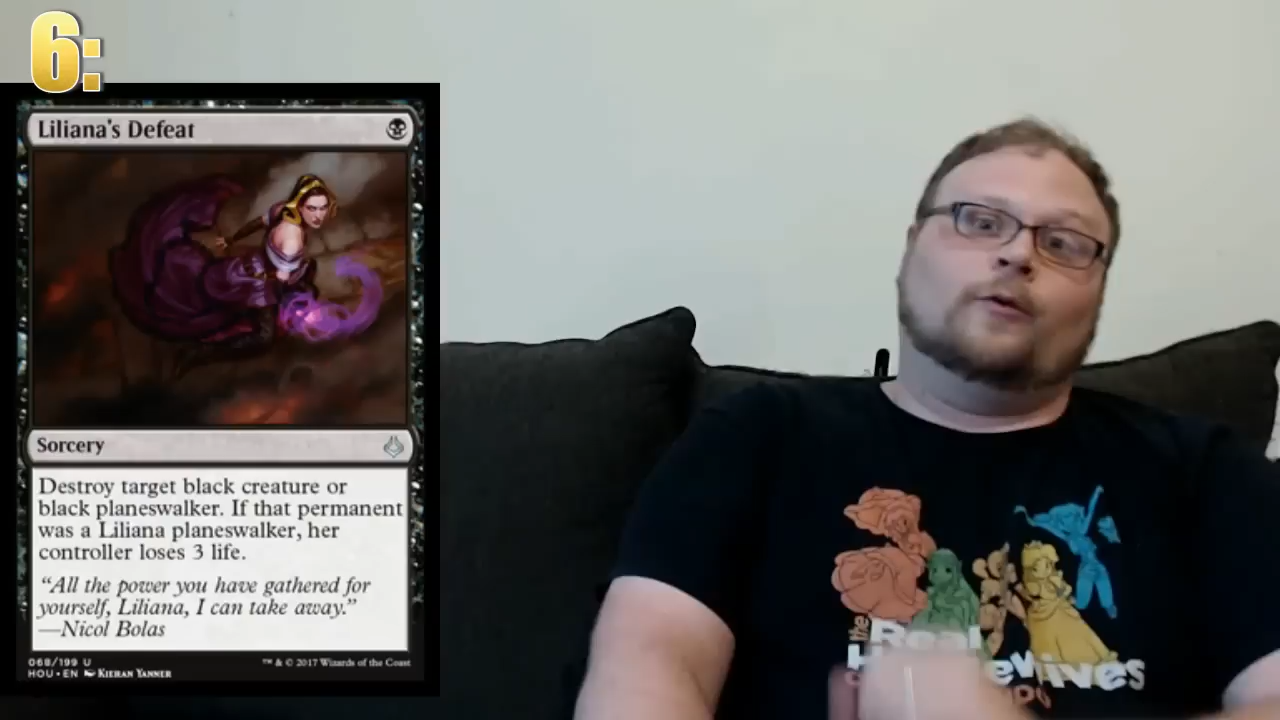 6:
Liliana's Defeat
Sorcery
Destroy target black creature or
black planeswalker. If that permanent
was a Liliana planeswalker, her
controller loses 3 life.
“All the power you have gathered for
yourself, Liliana, I can take away.”
—Nicol Bolas
068/199 U
HOU • EN Kieran Yanner
™ & © 2017 Wizards of the Coast
the
Real